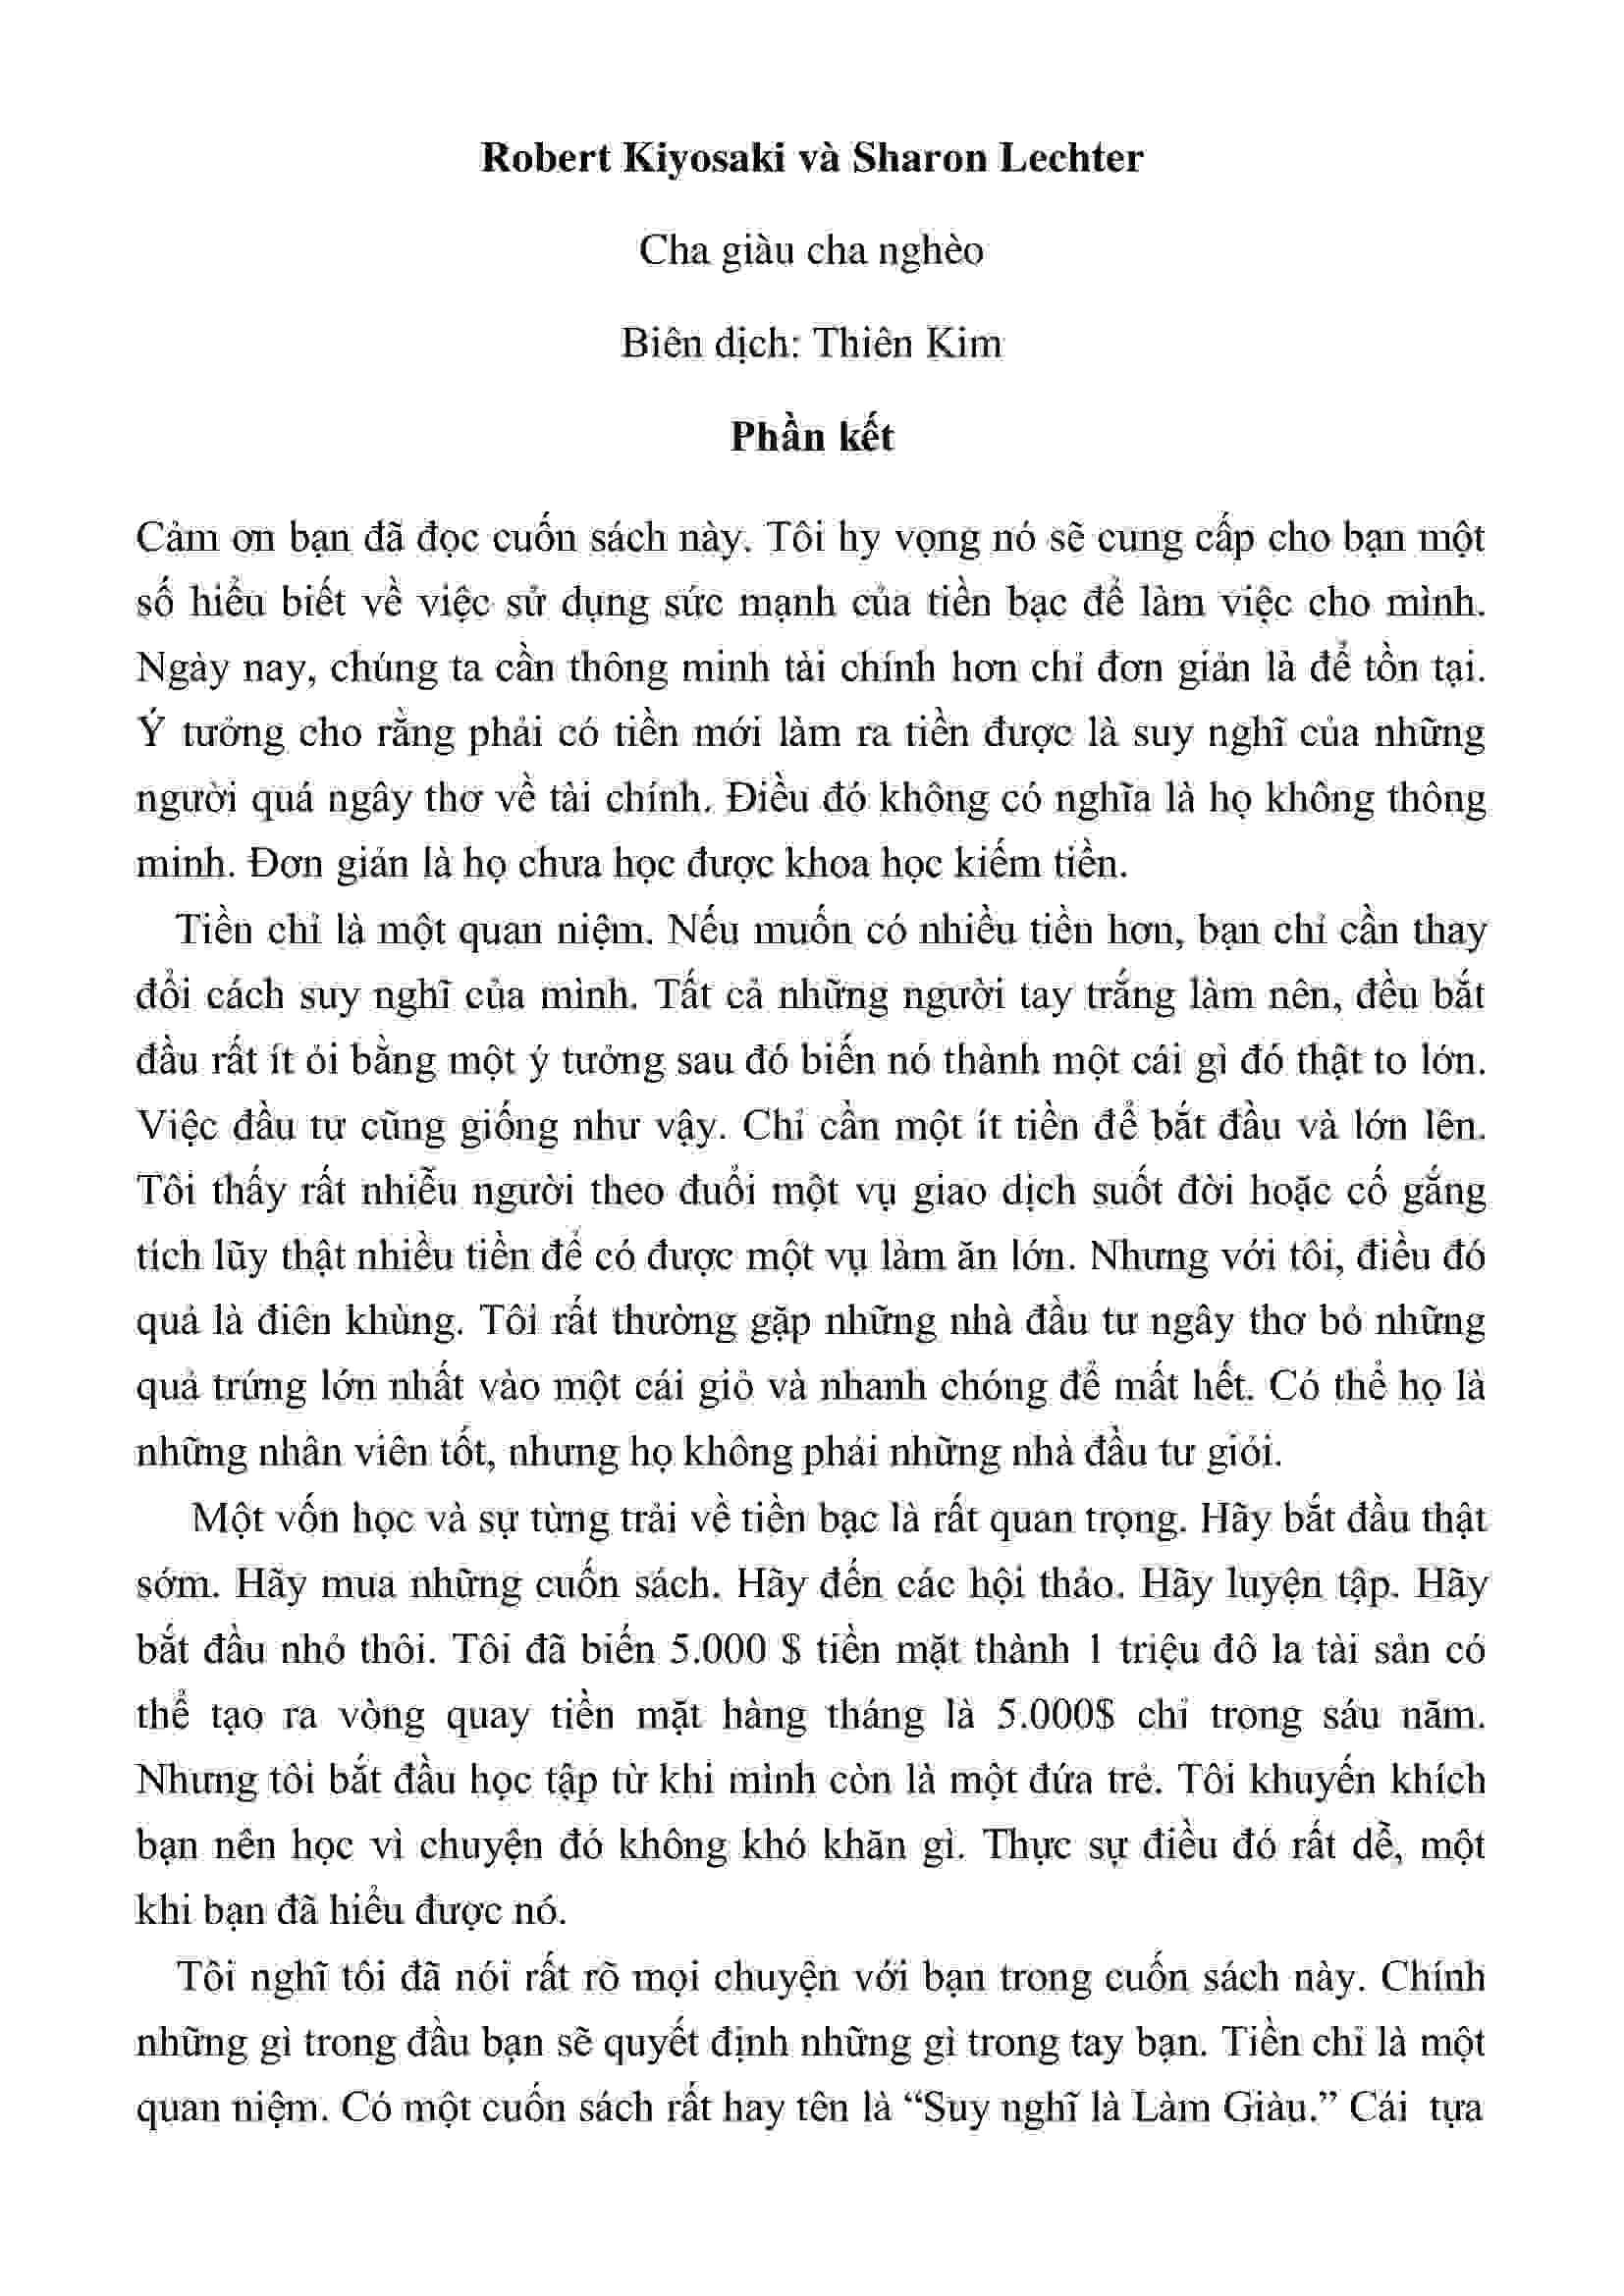 Robert Kiyosaki và Sharon Lechter
Cha giàu cha nghèo
Biên dịch: Thiên Kim
Phần kết
Cảm ơn bạn đã đọc cuốn sách này. Tôi hy vọng nó sẽ cung cấp cho bạn một
số hiểu biết về việc sử dụng sức mạnh của tiền bạc để làm việc cho mình.
Ngày nay, chúng ta cần thông minh tài chính hơn chỉ đơn giản là để tồn tại.
Ý tưởng cho rằng phải có tiền mới làm ra tiền được là suy nghĩ của những
người quá ngây thơ về tài chính. Điều đó không có nghĩa là họ không thông
minh. Đơn giản là họ chưa học được khoa học kiếm tiền.
Tiền chỉ là một quan niệm. Nếu muốn có nhiều tiền hơn, bạn chỉ cần thay
đổi cách suy nghĩ của mình. Tất cả những người tay trắng làm nên, đều bắt
đầu rất ít ỏi bằng một ý tưởng sau đó biến nó thành một cái gì đó thật to lớn.
Việc đầu tư cũng giống như vậy. Chỉ cần một ít tiền để bắt đầu và lớn lên.
Tôi thấy rất nhiễu người theo đuổi một vụ giao dịch suốt đời hoặc cố gắng
tích lũy thật nhiều tiền để có được một vụ làm ăn lớn. Nhưng với tôi, điều đó
quả là điên khùng. Tôi rất thường gặp những nhà đầu tư ngây thơ bỏ những
quả trứng lớn nhất vào một cái giỏ và nhanh chóng để mất hết. Có thể họ là
những nhân viên tốt, nhưng họ không phải những nhà đầu tư giỏi.
Một vốn học và sự từng trải về tiền bạc là rất quan trọng. Hãy bắt đầu thật
sớm. Hãy mua những cuốn sách. Hãy đến các hội thảo. Hãy luyện tập. Hãy
bắt đầu nhỏ thôi. Tôi đã biến 5.000 $ tiền mặt thành 1 triệu đô la tài sản có
thể tạo ra vòng quay tiền mặt hàng tháng là 5.000$ chỉ trong sáu năm.
Nhưng tôi bắt đầu học tập từ khi mình còn là một đứa trẻ. Tôi khuyến khích
bạn nên học vì chuyện đó không khó khăn gì. Thực sự điều đó rất dề, một
khi bạn đã hiểu được nó.
Tôi nghĩ tôi đã nói rất rõ mọi chuyện với bạn trong cuốn sách này. Chính
những gì trong đầu bạn sẽ quyết định những gì trong tay bạn. Tiền chỉ là một
quan niệm. Có một cuốn sách rất hay tên là “Suy nghĩ là Làm Giàu.” Cái tựa